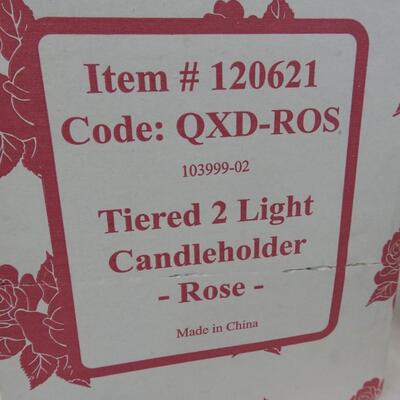 Item # 120621
Code: QXD-ROS
103999-02
Tiered 2 Light
Candleholder
- Rose -
Made in China